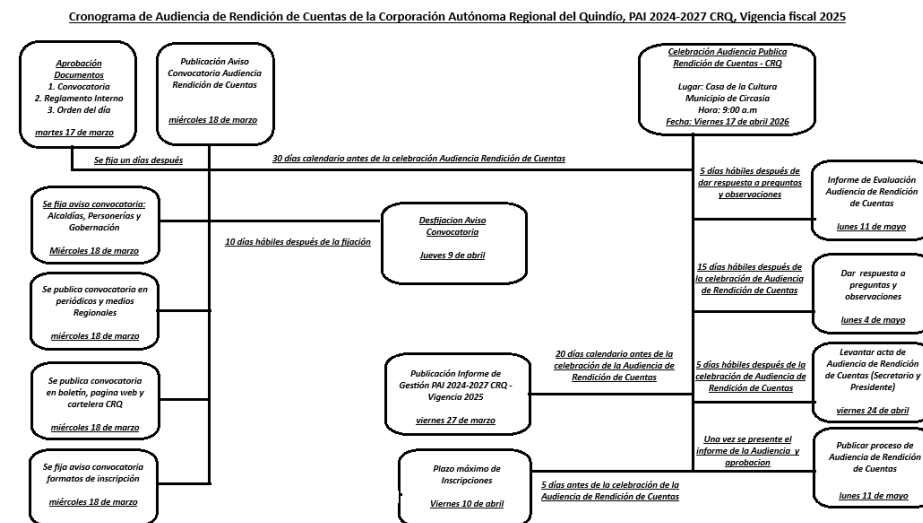 Cronograma de Audiencia de Rendición de Cuentas de la Corporación Autónoma Regional del Quindío, PAI 2024-2027 CRQ, Vigencia fiscal 2025
Aprobación
Documentos
1. Convocatoria
2. Reglamento Interno
3. Orden del día
martes 17 de marzo
Publicación Aviso
Convocatoria Audiencia
Rendición de Cuentas
miércoles 18 de marzo
Celebración Audiencia Publica
Rendición de Cuentas - CRQ
Lugar: Casa de la Cultura
Municipio de Circasia
Hora: 9:00 a.m
Fecha: Viernes 17 de abril 2026
Se fija un días después
30 días calendario antes de la celebración Audiencia Rendición de Cuentas
5 días hábiles después de
dar respuesta a preguntas
y observaciones
Informe de Evaluación
Audiencia de Rendición
de Cuentas
lunes 11 de mayo
Se fija aviso convocatoria:
Alcaldías, Personerías y
Gobernación
Miércoles 18 de marzo
10 días hábiles después de la fijación
Desfijacion Aviso
Convocatoria
Jueves 9 de abril
Se publica convocatoria en
periódicos y medios
Regionales
miércoles 18 de marzo
15 días hábiles después de
la celebración de Audiencia
de Rendición de Cuentas
Dar respuesta a
preguntas y
observaciones
lunes 4 de mayo
Se publica convocatoria
en boletín, pagina web y
cartelera CRQ
miércoles 18 de marzo
Publicación Informe de
Gestión PAI 2024-2027 CRQ -
Vigencia 2025
viernes 27 de marzo
20 días calendario antes de la
celebración de la Audiencia de
Rendición de Cuentas
5 días hábiles después de la
celebración de Audiencia de
Rendición de Cuentas
Levantar acta de
Audiencia de Rendición
de Cuentas (Secretario y
Presidente)
viernes 24 de abril
Se fija aviso convocatoria
formatos de inscripción
miércoles 18 de marzo
Plazo máximo de
Inscripciones
Viernes 10 de abril
5 días antes de la celebración de la
Audiencia de Rendición de Cuentas
Una vez se presente el
informe de la Audiencia y
aprobacion
Publicar proceso de
Audiencia de Rendición
de Cuentas
lunes 11 de mayo